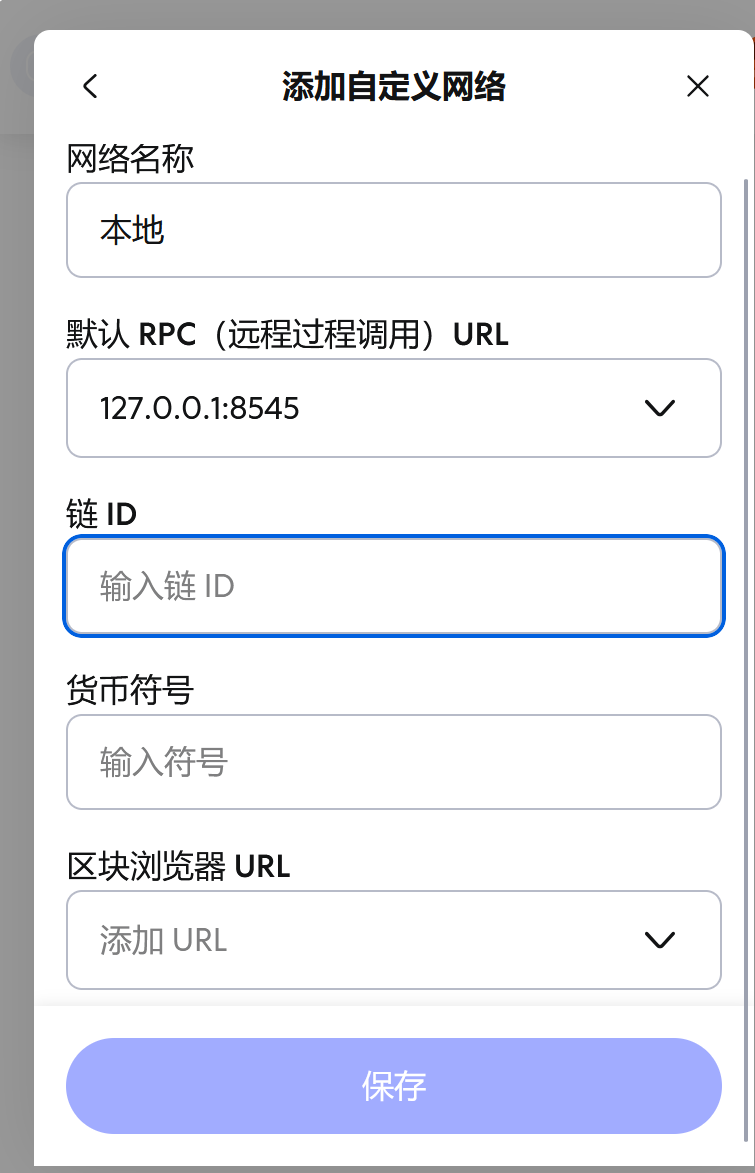 添加自定义网络
网络名称
本地
默认 RPC（远程过程调用）URL
127.0.0.1:8545
链 ID
输入链 ID
货币符号
输入符号
区块浏览器 URL
添加 URL
保存